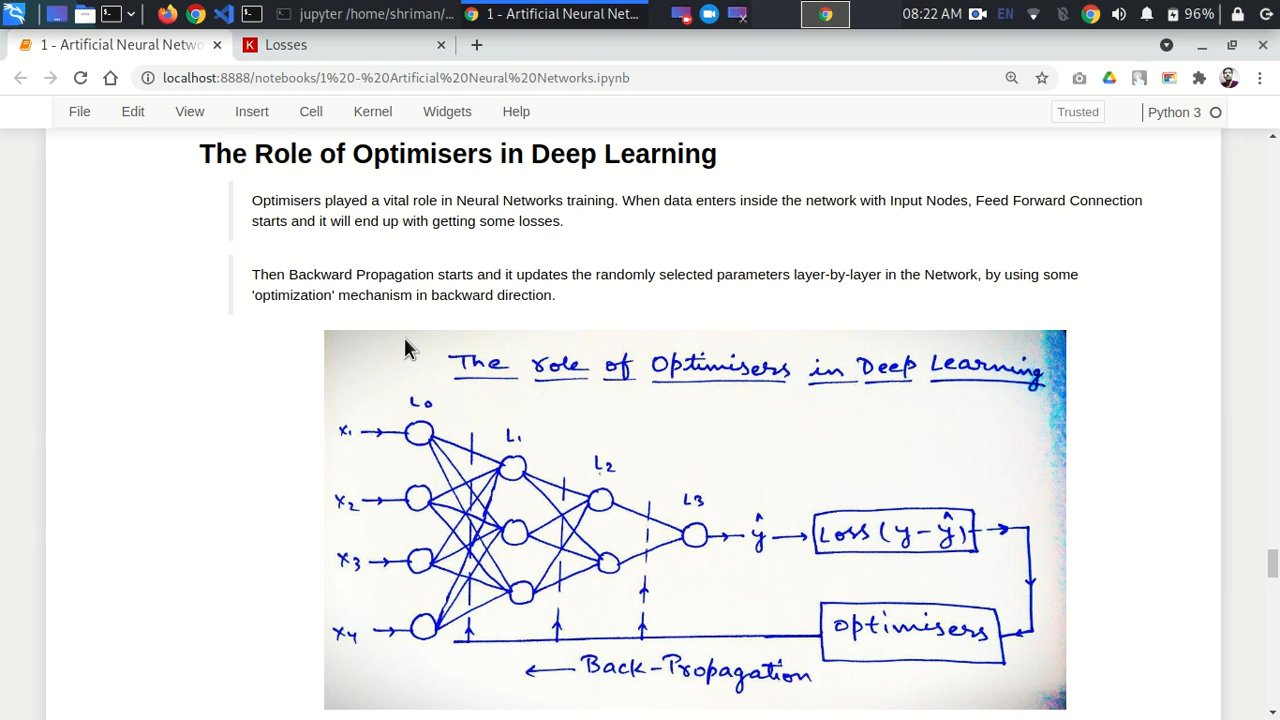 jupyter /home/shriman/...
1 - Artificial Neural Net...
08:22 AM
EN
96%
1 - Artificial Neural Netwo
K Losses
localhost:8888/notebooks/1%20-%20Artificial%20Neural%20Networks.ipynb
File Edit View Insert Cell Kernel Widgets Help
Trusted
Python 3
The Role of Optimisers in Deep Learning
Optimisers played a vital role in Neural Networks training. When data enters inside the network with Input Nodes, Feed Forward Connection
starts and it will end up with getting some losses.
Then Backward Propagation starts and it updates the randomly selected parameters layer-by-layer in the Network, by using some
'optimization' mechanism in backward direction.
The role of Optimisers in Deep Learning
L0
L1
L2
L3
x1
x2
x3
x4
ŷ
Loss (y-ŷ)
optimisers
Back-Propagation